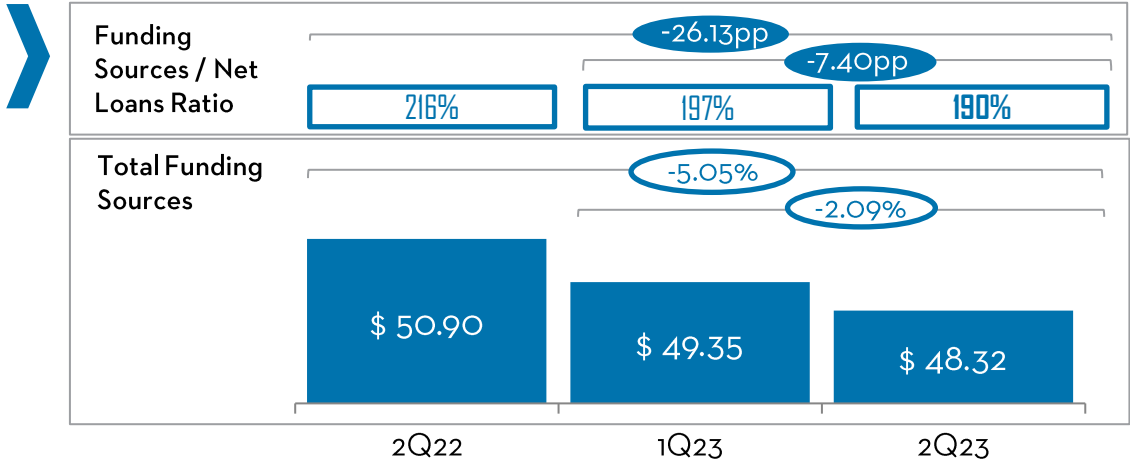 Funding
Sources / Net
Loans Ratio
-26.13pp
-7.40pp
216%
197%
190%
Total Funding
Sources
-5.05%
-2.09%
$ 50.90
$ 49.35
$ 48.32
2Q22
1Q23
2Q23